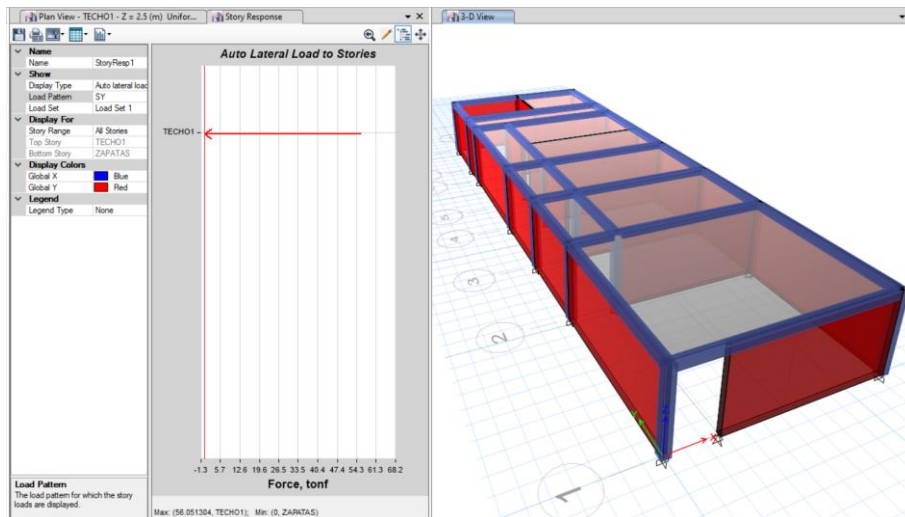 Plan View - TECHO1 - Z = 2.5 (m) Unifor...
Story Response
3-D View
Name
Name StoryResp1
Show
Display Type Auto lateral load
Load Pattern SY
Load Set Load Set 1
Display For
Story Range All Stories
Top Story TECHO1
Bottom Story ZAPATAS
Display Colors
Global X Blue
Global Y Red
Legend
Legend Type None
Load Pattern
The load pattern for which the story
loads are displayed.
Auto Lateral Load to Stories
TECHO1
-1.3 5.7 12.6 19.6 26.5 33.5 40.4 47.4 54.3 61.3 68.2
Force, tonf
Max: (56.051304, TECHO1); Min: (0, ZAPATAS)
5
4
3
2
1
X
Z